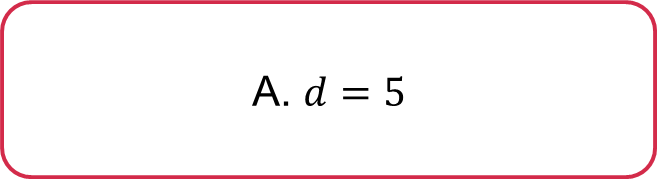 A. d = 5